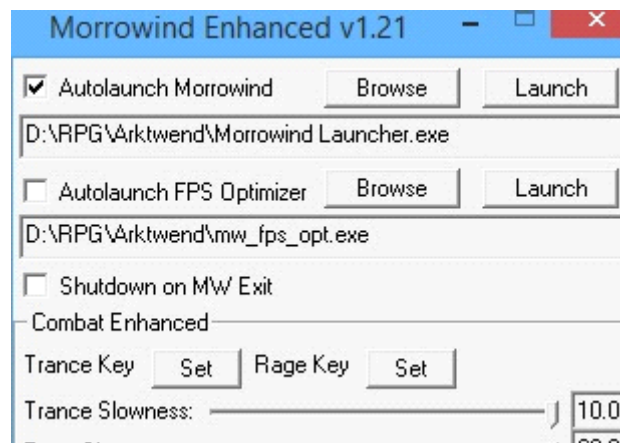 Morrowind Enhanced v1.21
Autolaunch Morrowind Browse Launch
D:\RPG\Arktwend\Morrowind Launcher.exe
Autolaunch FPS Optimizer Browse Launch
D:\RPG\Arktwend\mw_fps_opt.exe
Shutdown on MW Exit
Combat Enhanced
Trance Key Set Rage Key Set
Trance Slowness: 10.0